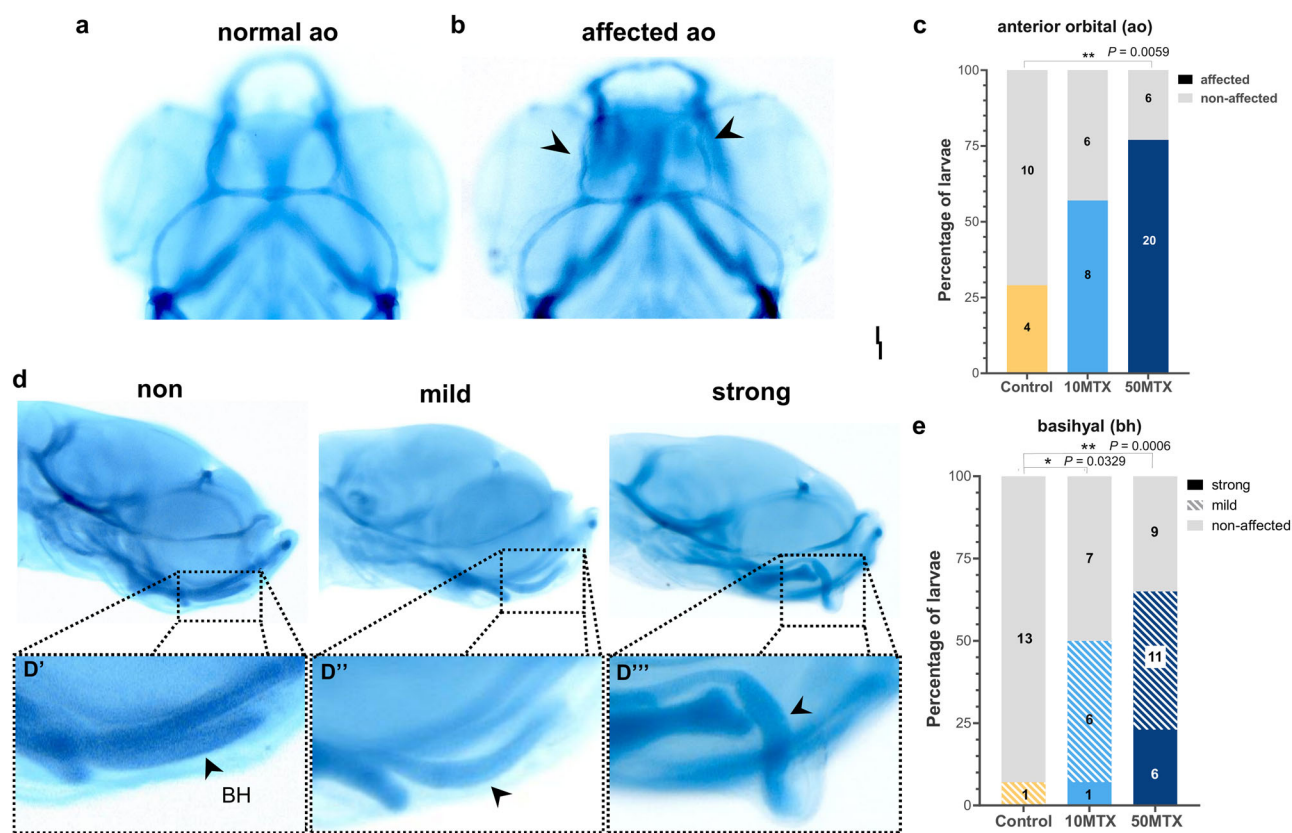 a
normal ao
b
affected ao
c
anterior orbital (ao)
** P = 0.0059
Percentage of larvae
100
75
50
25
0
10
4
6
8
6
20
Control
10MTX
50MTX
affected
non-affected
d
non
mild
strong
D'
BH
D''
D'''
e
basihyal (bh)
** P = 0.0006
* P = 0.0329
Percentage of larvae
100
75
50
25
0
13
1
7
6
1
9
11
6
Control
10MTX
50MTX
strong
mild
non-affected